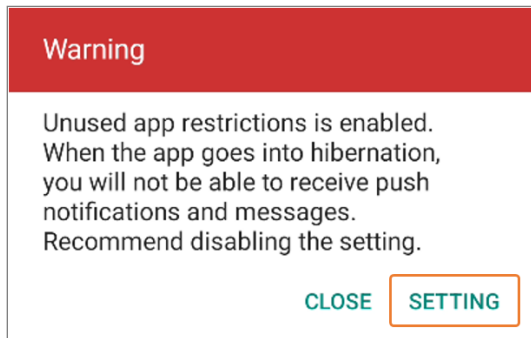 Warning
Unused app restrictions is enabled.
When the app goes into hibernation,
you will not be able to receive push
notifications and messages.
Recommend disabling the setting.
CLOSE SETTING